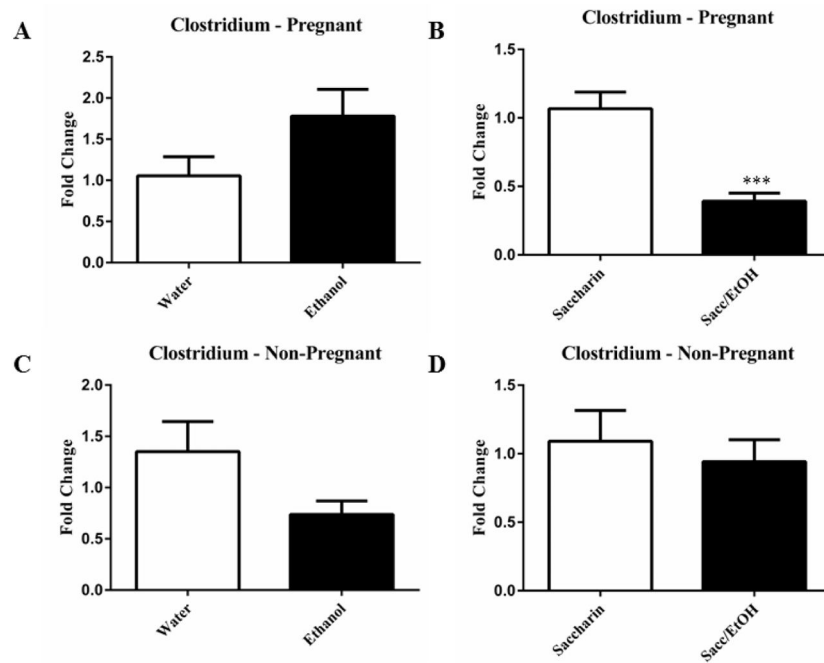 A
Clostridium - Pregnant
Fold Change
2.5
2.0
1.5
1.0
0.5
0.0
Water
Ethanol
B
Clostridium - Pregnant
Fold Change
1.5
1.0
0.5
0.0
***
Saccharin
Sacc/EtOH
C
Clostridium - Non-Pregnant
Fold Change
2.0
1.5
1.0
0.5
0.0
Water
Ethanol
D
Clostridium - Non-Pregnant
Fold Change
1.5
1.0
0.5
0.0
Saccharin
Sacc/EtOH